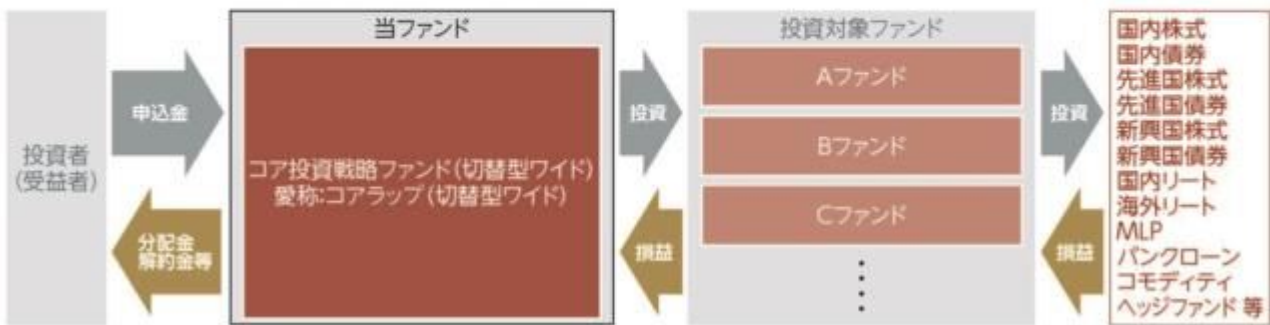 投資者
(受益者)
申込金
分配金
解約金等
当ファンド
コア投資戦略ファンド(切替型ワイド)
愛称:コアラップ(切替型ワイド)
投資
損益
投資対象ファンド
Aファンド
Bファンド
Cファンド
投資
損益
国内株式
国内債券
先進国株式
先進国債券
新興国株式
新興国債券
国内リート
海外リート
MLP
バンクローン
コモディティ
ヘッジファンド 等